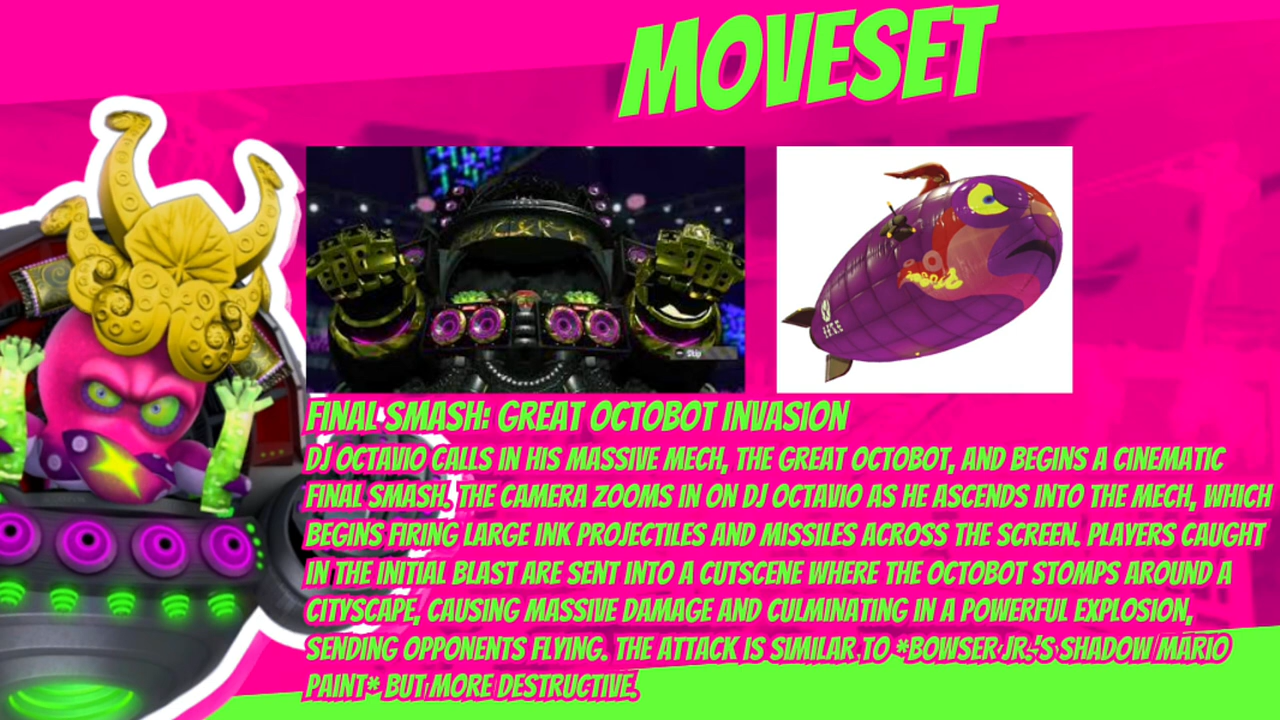 MOVESET
Skip
FINAL SMASH: GREAT OCTOBOT INVASION
DJ OCTAVIO CALLS IN HIS MASSIVE MECH, THE GREAT OCTOBOT, AND BEGINS A CINEMATIC
FINAL SMASH. THE CAMERA ZOOMS IN ON DJ OCTAVIO AS HE ASCENDS INTO THE MECH, WHICH
BEGINS FIRING LARGE INK PROJECTILES AND MISSILES ACROSS THE SCREEN. PLAYERS CAUGHT
IN THE INITIAL BLAST ARE SENT INTO A CUTSCENE WHERE THE OCTOBOT STOMPS AROUND A
CITYSCAPE, CAUSING MASSIVE DAMAGE AND CULMINATING IN A POWERFUL EXPLOSION,
SENDING OPPONENTS FLYING. THE ATTACK IS SIMILAR TO *BOWSER JR.'S SHADOW MARIO
PAINT* BUT MORE DESTRUCTIVE.